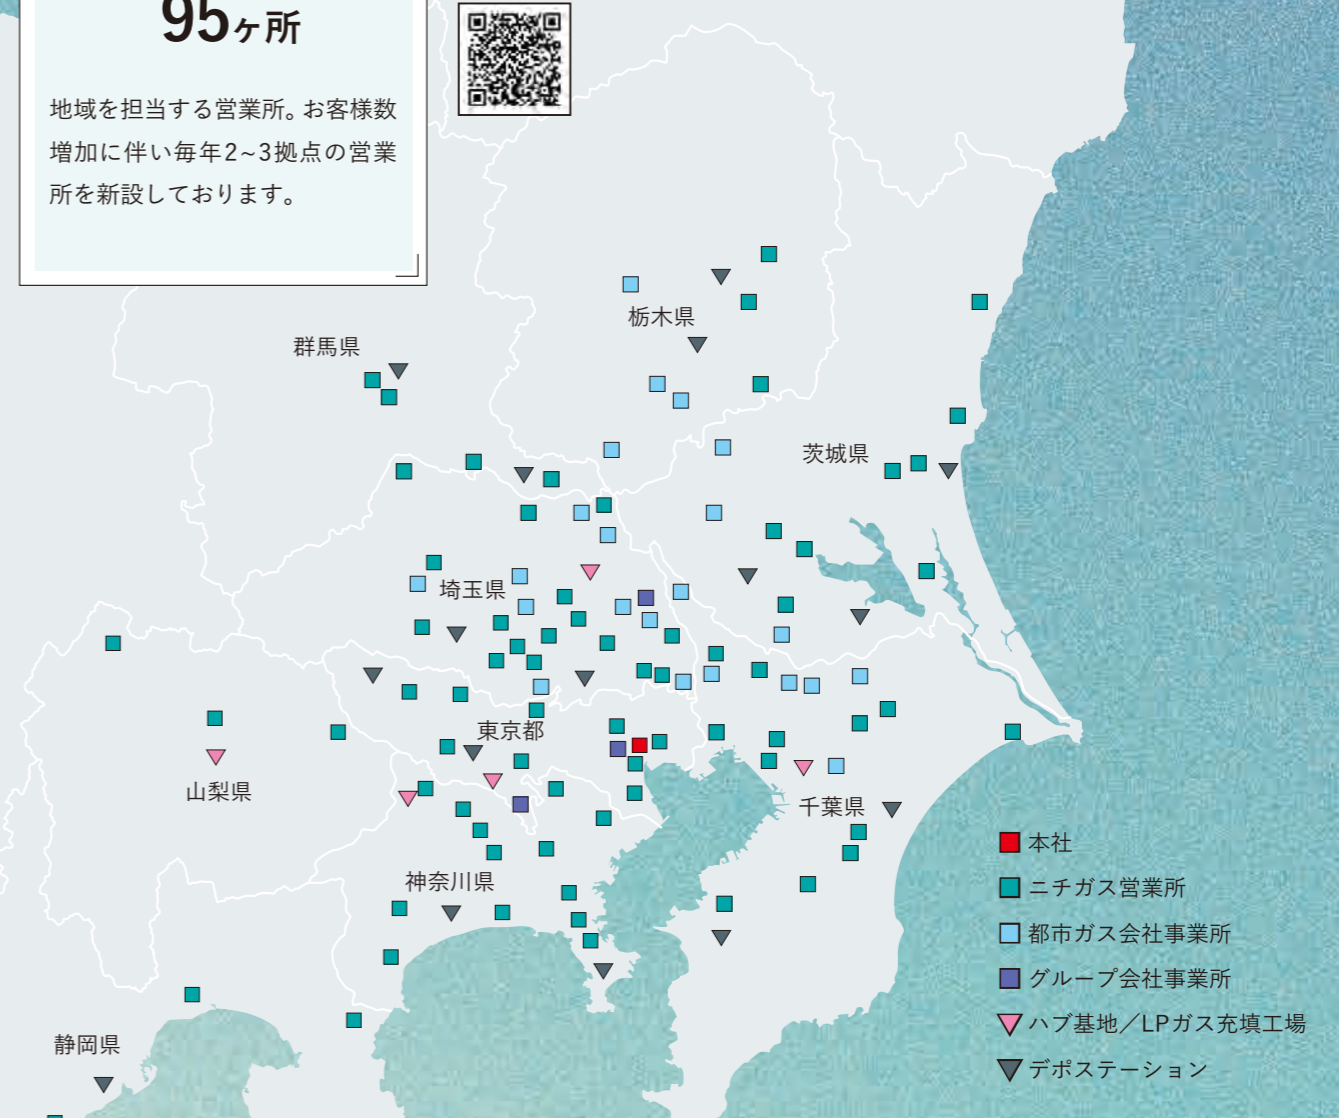 95ヶ所
地域を担当する営業所。お客様数
増加に伴い毎年2~3拠点の営業
所を新設しております。
栃木県
群馬県
茨城県
埼玉県
東京都
山梨県
千葉県
神奈川県
静岡県
本社
ニチガス営業所
都市ガス会社事業所
グループ会社事業所
ハブ基地／LPガス充填工場
デポステーション